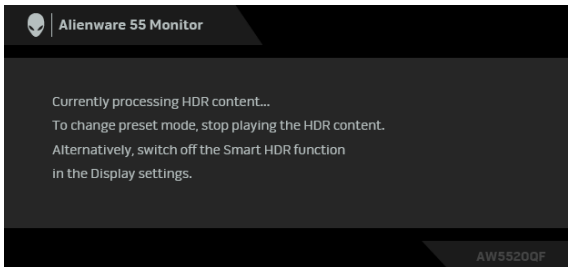 Alienware 55 Monitor
Currently processing HDR content...
To change preset mode, stop playing the HDR content.
Alternatively, switch off the Smart HDR function
in the Display settings.
AW5520QF